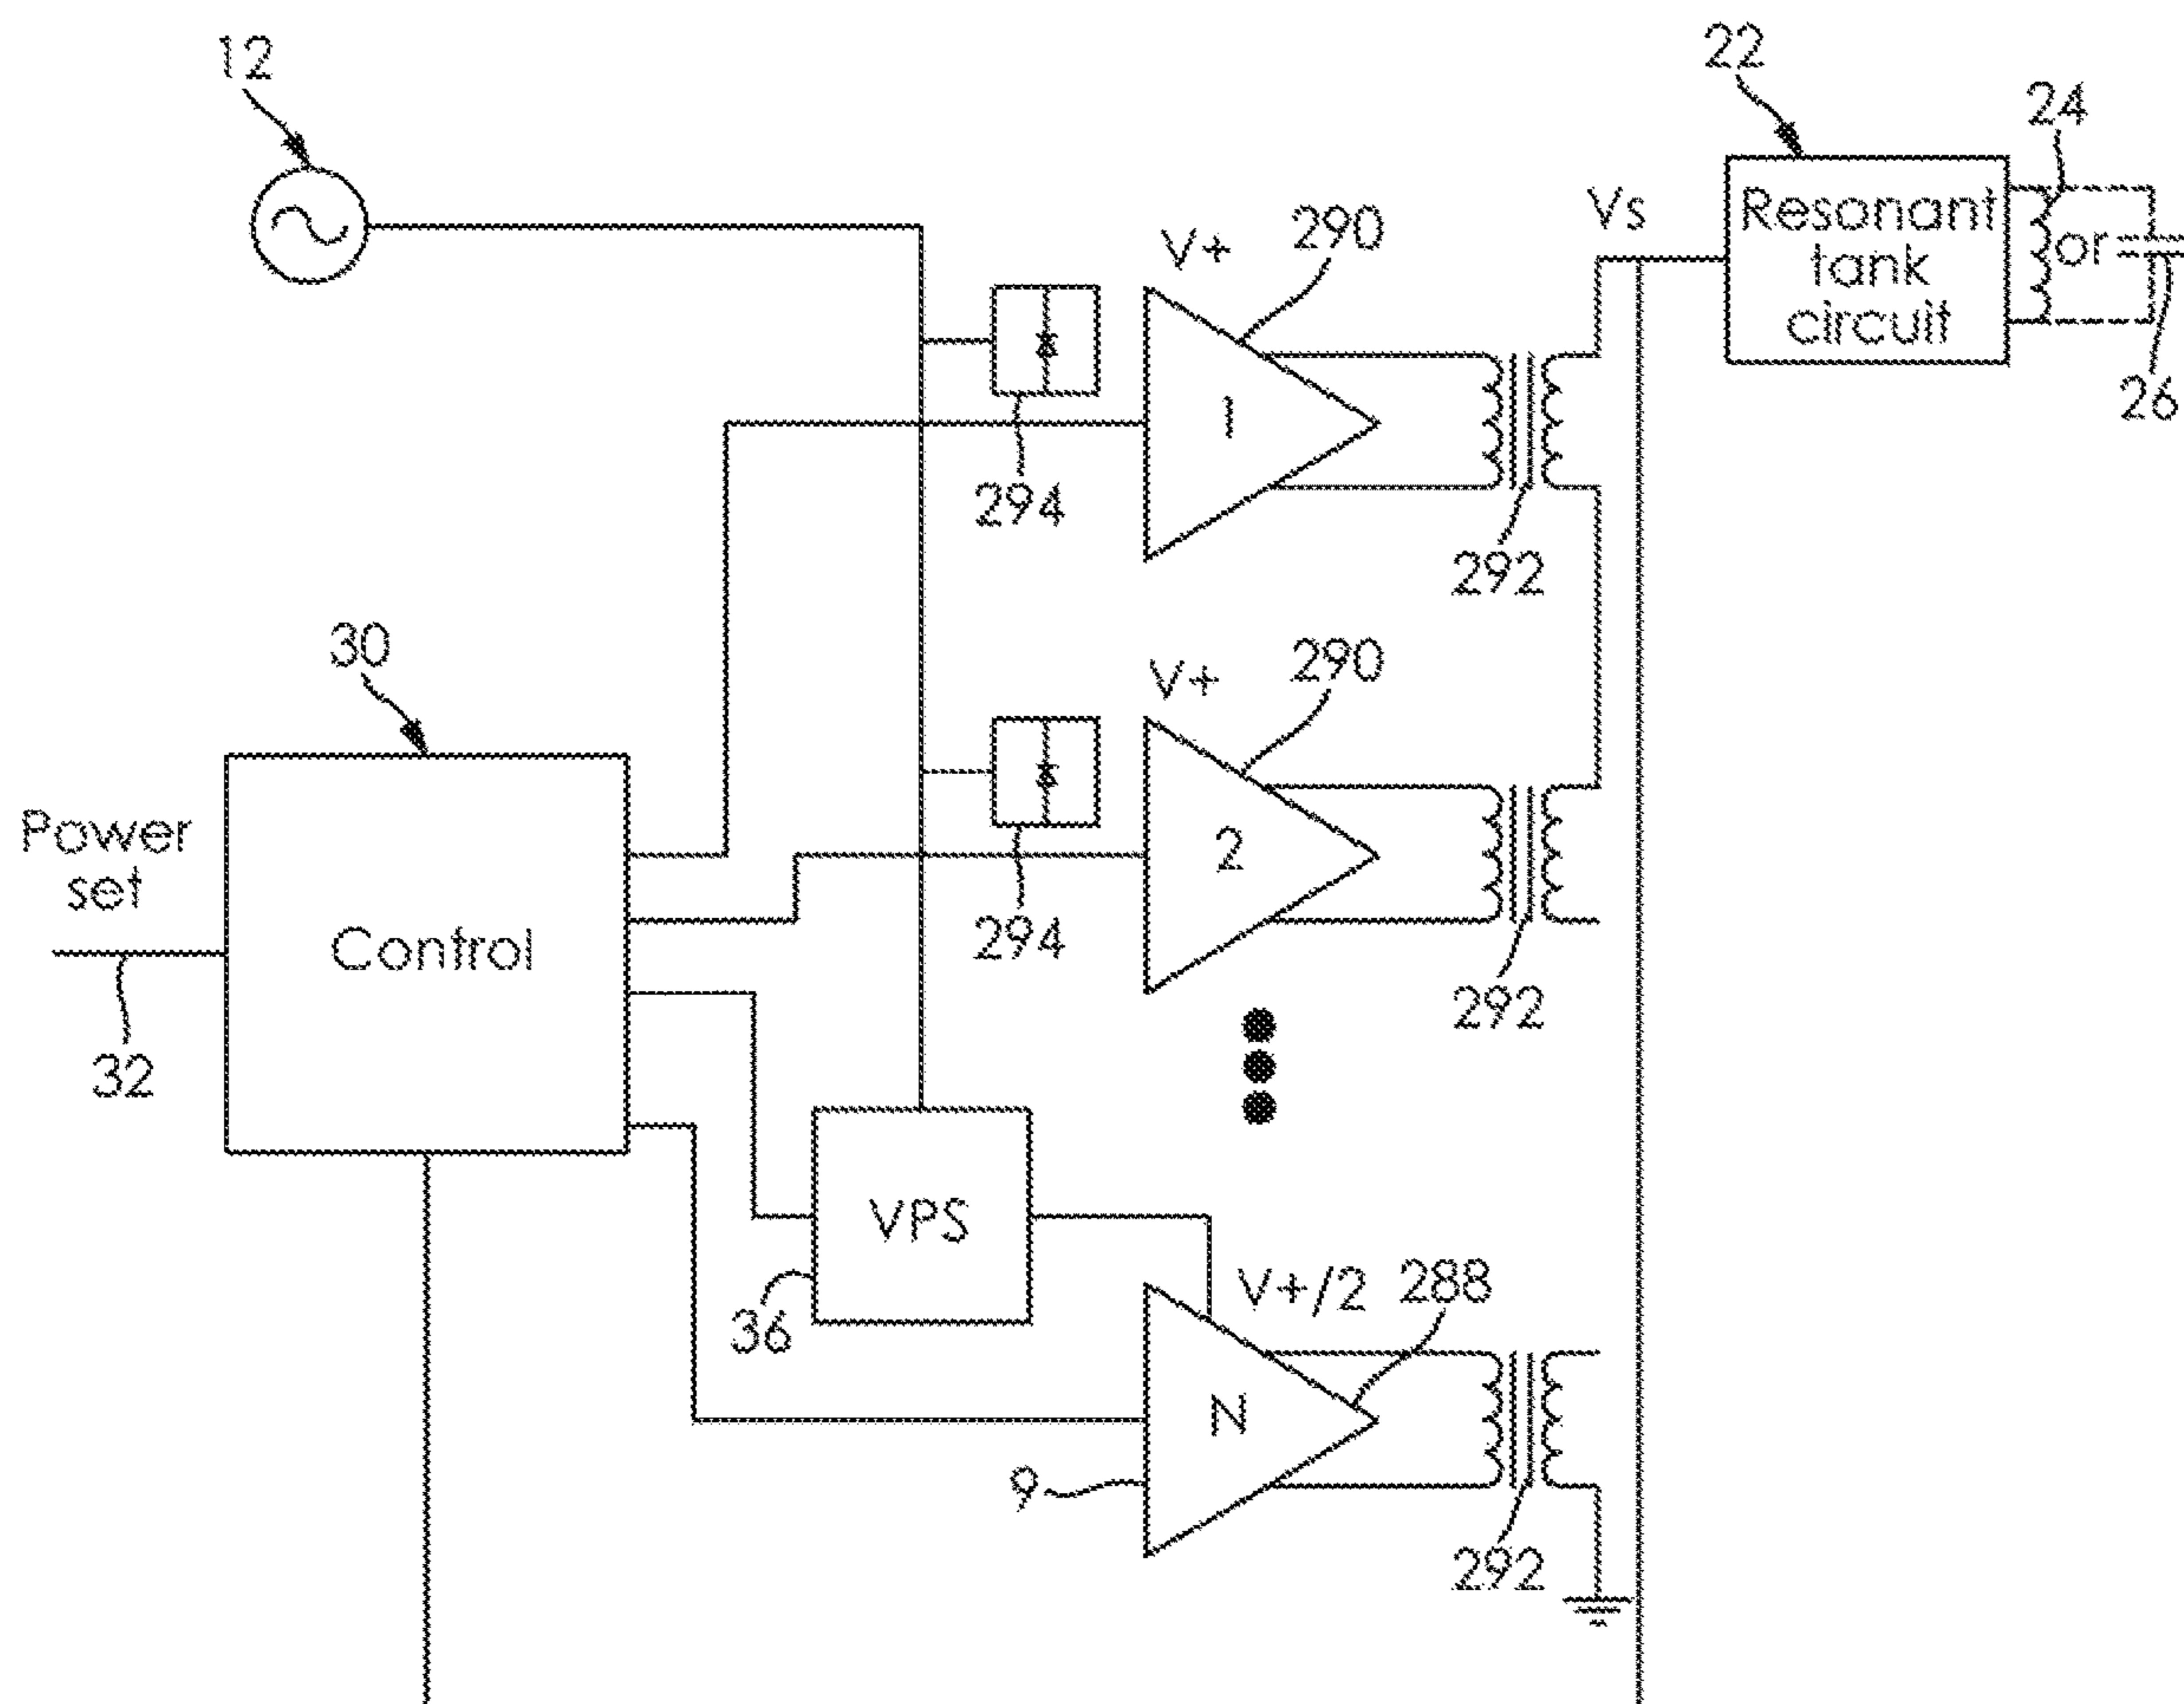 12
22
24
V+
290
Vs
Resonant
tank
circuit
or
26
1
294
292
30
V+
290
Power
set
Control
2
32
294
292
VPS
36
V+/2
288
N
9
292